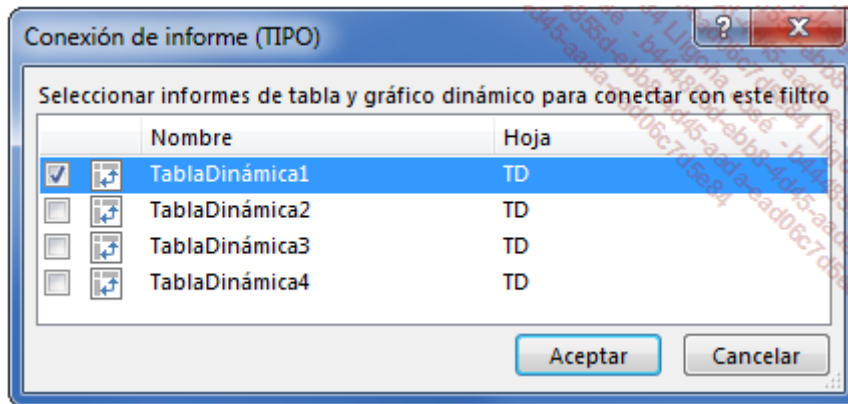 Conexión de informe (TIPO)
Seleccionar informes de tabla y gráfico dinámico para conectar con este filtro
Nombre Hoja
TablaDinámica1 TD
TablaDinámica2 TD
TablaDinámica3 TD
TablaDinámica4 TD
Aceptar Cancelar